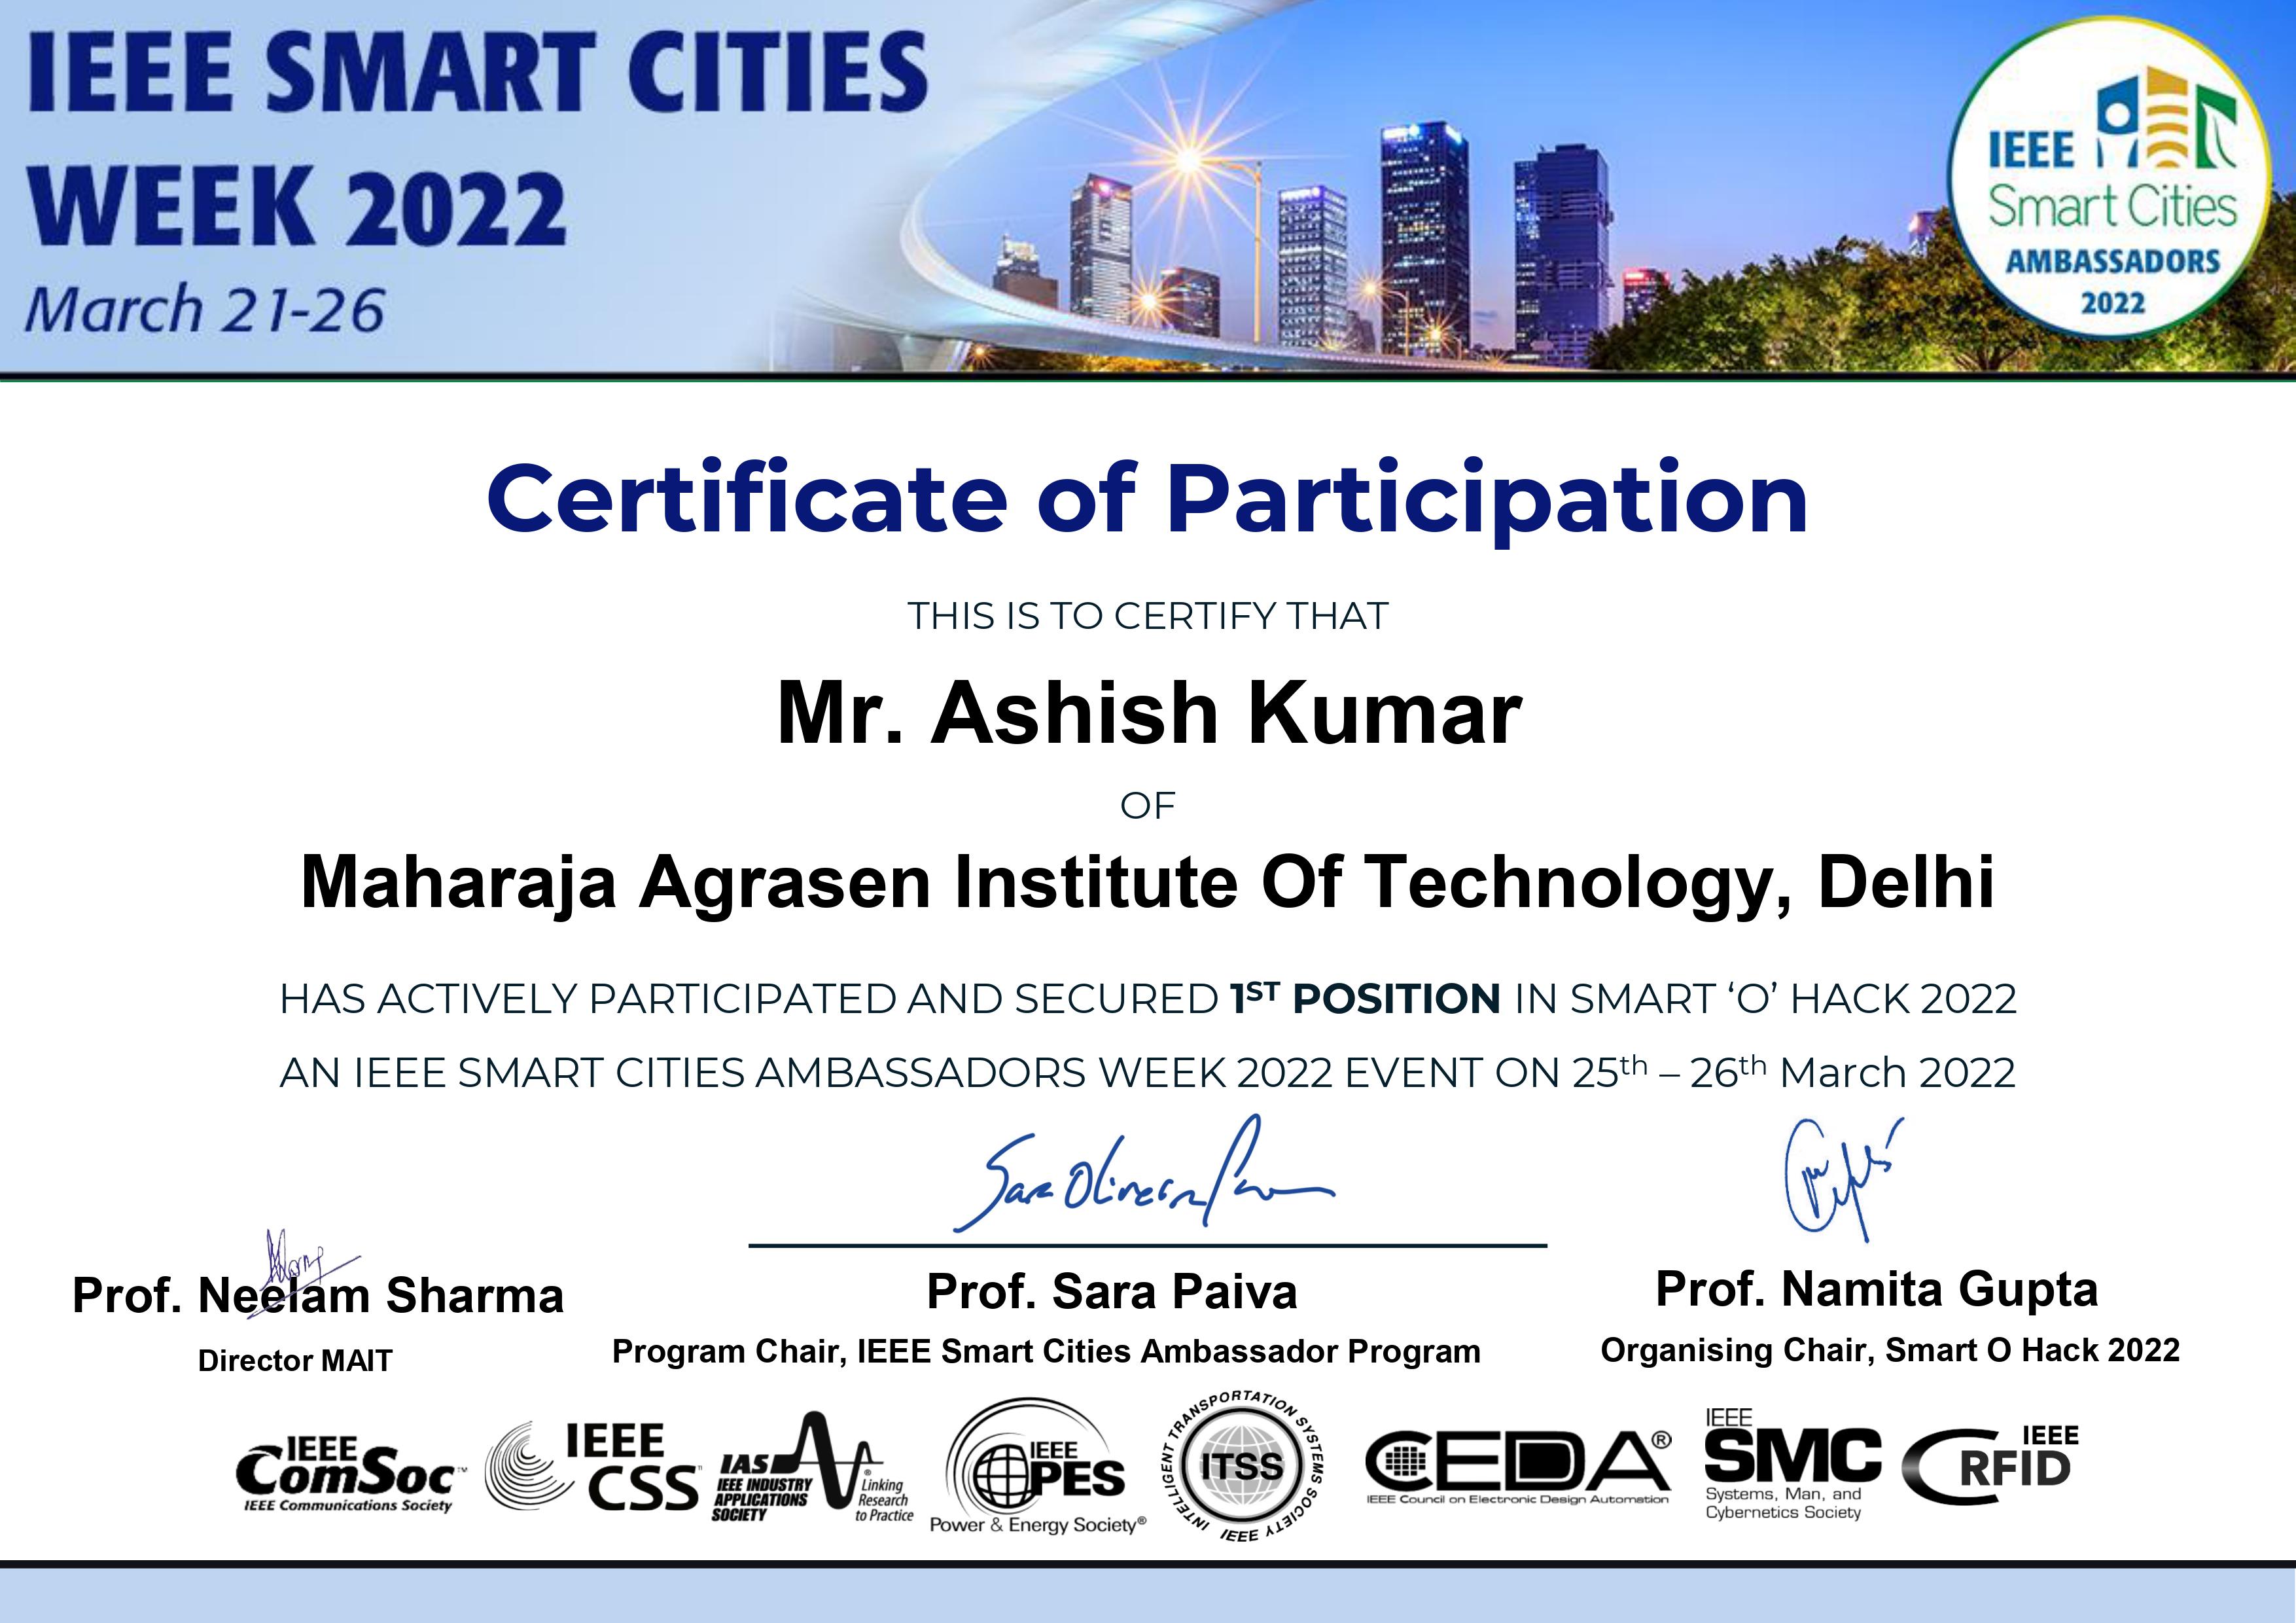 IEEE SMART CITIES
WEEK 2022
March 21-26
IEEE
Smart Cities
AMBASSADORS
2022
Certificate of Participation
THIS IS TO CERTIFY THAT
Mr. Ashish Kumar
OF
Maharaja Agrasen Institute Of Technology, Delhi
HAS ACTIVELY PARTICIPATED AND SECURED 1ST POSITION IN SMART ‘O’ HACK 2022
AN IEEE SMART CITIES AMBASSADORS WEEK 2022 EVENT ON 25th – 26th March 2022
Prof. Neelam Sharma
Director MAIT
Prof. Sara Paiva
Program Chair, IEEE Smart Cities Ambassador Program
Prof. Namita Gupta
Organising Chair, Smart O Hack 2022
IEEE
ComSoc™
IEEE Communications Society
IEEE
CSS
IAS
IEEE INDUSTRY
APPLICATIONS
SOCIETY
®
Linking
Research
to Practice
IEEE
PES
Power & Energy Society®
INTELLIGENT TRANSPORTATION SYSTEMS SOCIETY
ITSS
IEEE
CEDA®
IEEE Council on Electronic Design Automation
IEEE
SMC
Systems, Man, and
Cybernetics Society
IEEE
RFID